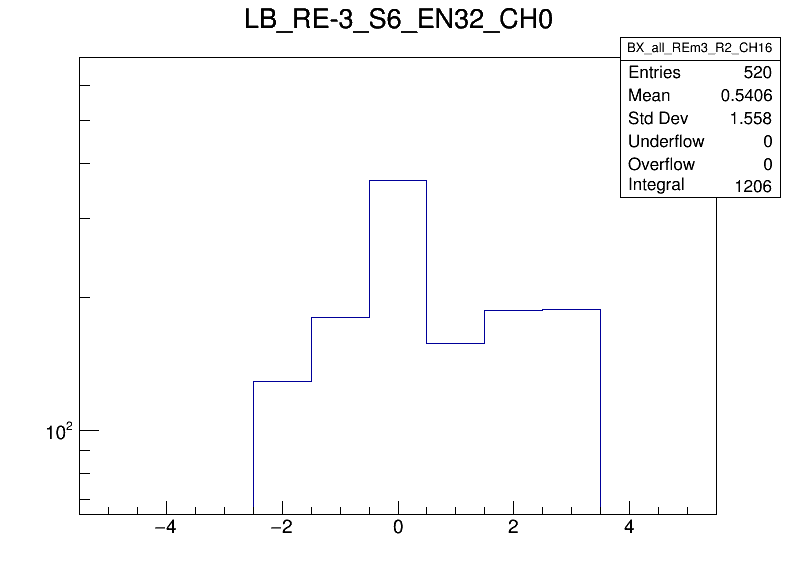 LB_RE-3_S6_EN32_CH0
BX_all_REm3_R2_CH16
Entries 520
Mean 0.5406
Std Dev 1.558
Underflow 0
Overflow 0
Integral 1206
10²
−4 −2 0 2 4